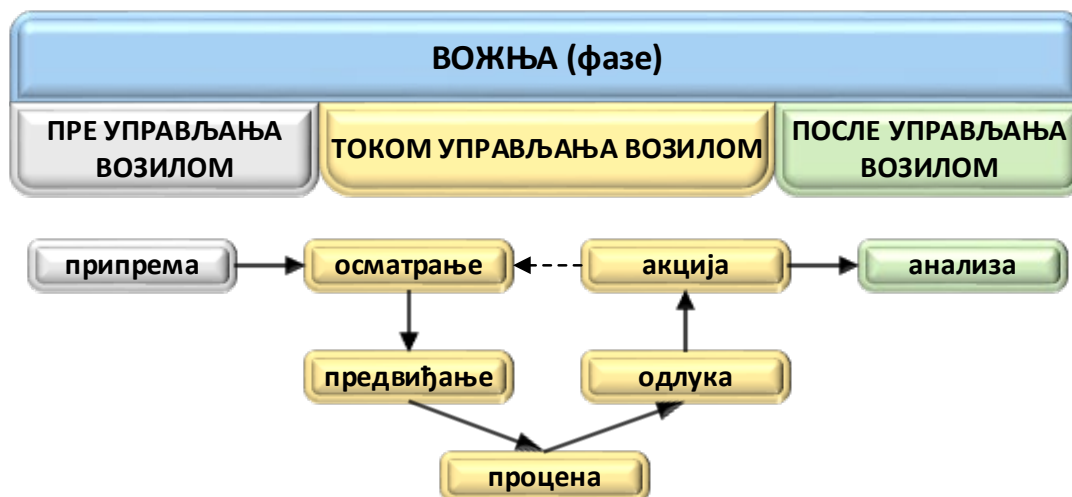 ВОЖЊА (фазе)
ПРЕ УПРАВЉАЊА
ВОЗИЛОМ
ТОКОМ УПРАВЉАЊА ВОЗИЛОМ
ПОСЛЕ УПРАВЉАЊА
ВОЗИЛОМ
припрема
осматрање
акција
анализа
предвиђање
одлука
процена